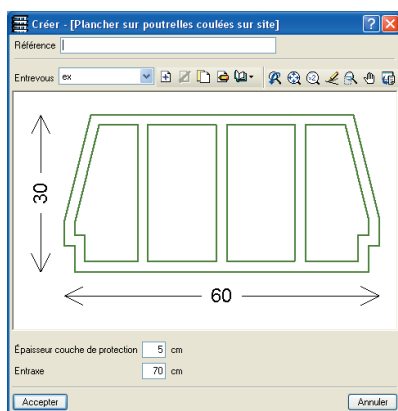 Créer - [Plancher sur poutrelles coulées sur site]
Référence
Entrevous ex
30
60
Épaisseur couche de protection 5 cm
Entraxe 70 cm
Accepter Annuler